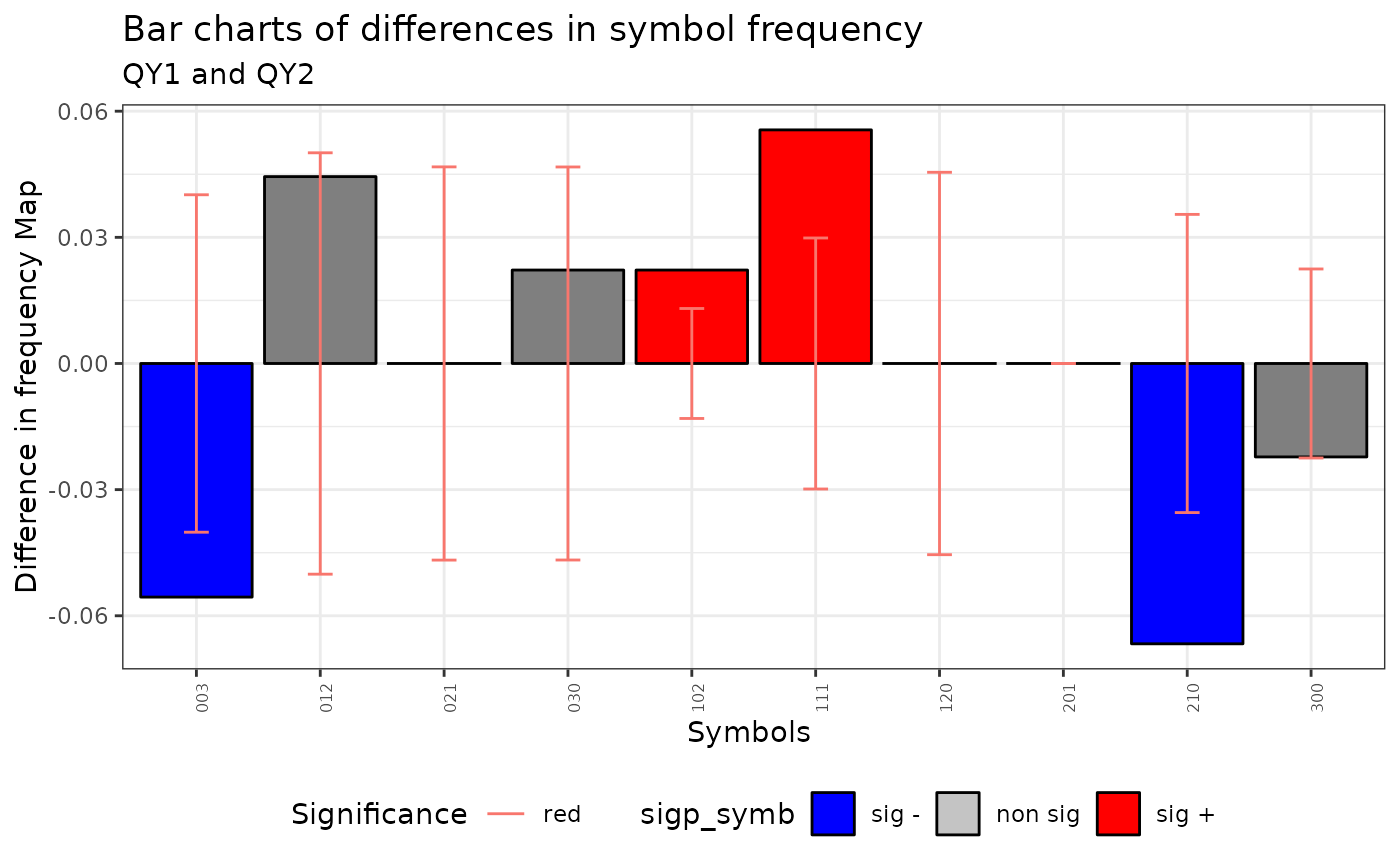 Bar charts of differences in symbol frequency
QY1 and QY2
Difference in frequency Map
0.06
0.03
0.00
-0.03
-0.06
003 012 021 030 102 111 120 201 210 300
Symbols
Significance red sigp_symb sig - non sig sig +